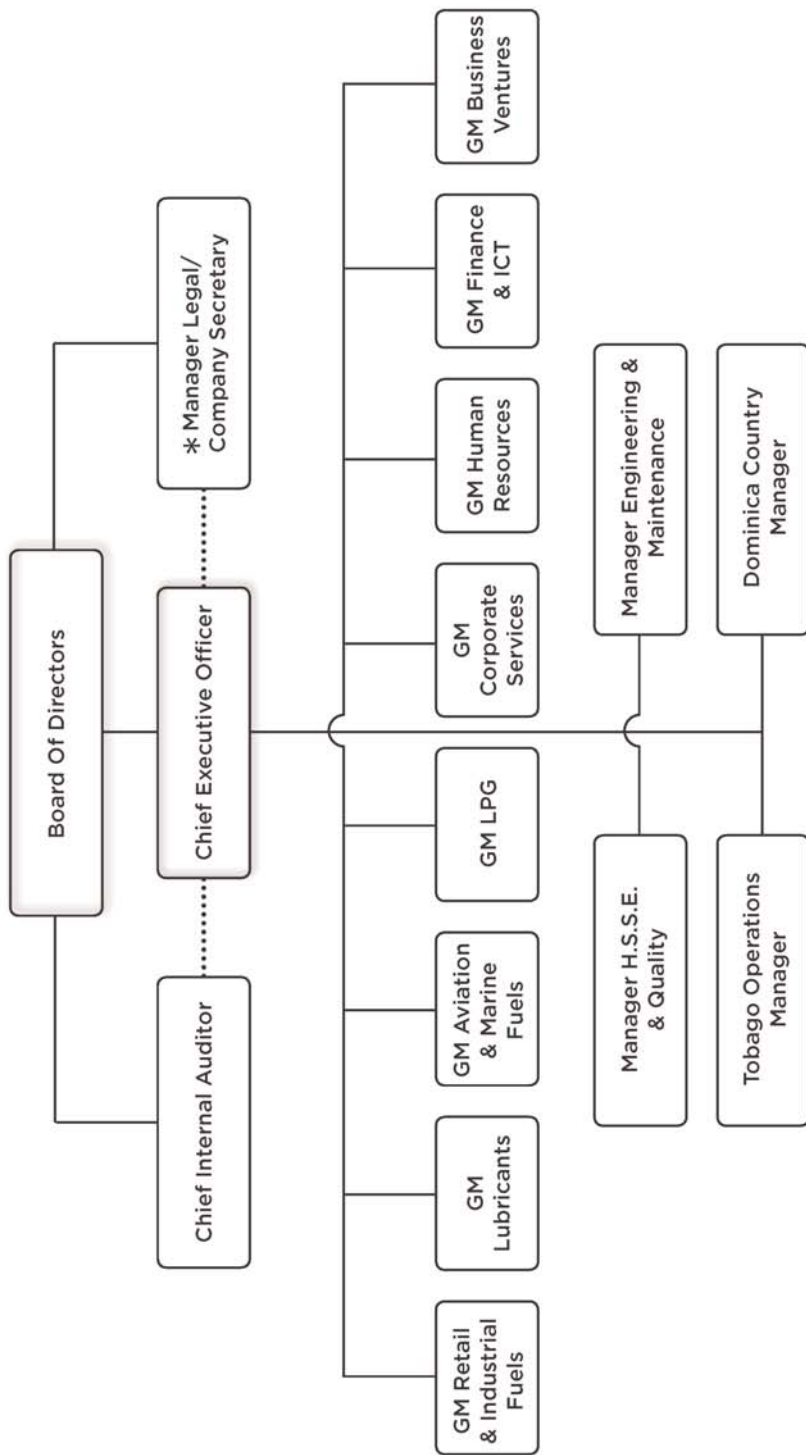 Board Of Directors
Chief Internal Auditor
Chief Executive Officer
*Manager Legal/
Company Secretary
GM Retail
& Industrial
Fuels
GM
Lubricants
GM Aviation
& Marine
Fuels
GM LPG
GM
Corporate
Services
GM Human
Resources
GM Finance
& ICT
GM Business
Ventures
Manager H.S.S.E.
& Quality
Manager Engineering &
Maintenance
Tobago Operations
Manager
Dominica Country
Manager